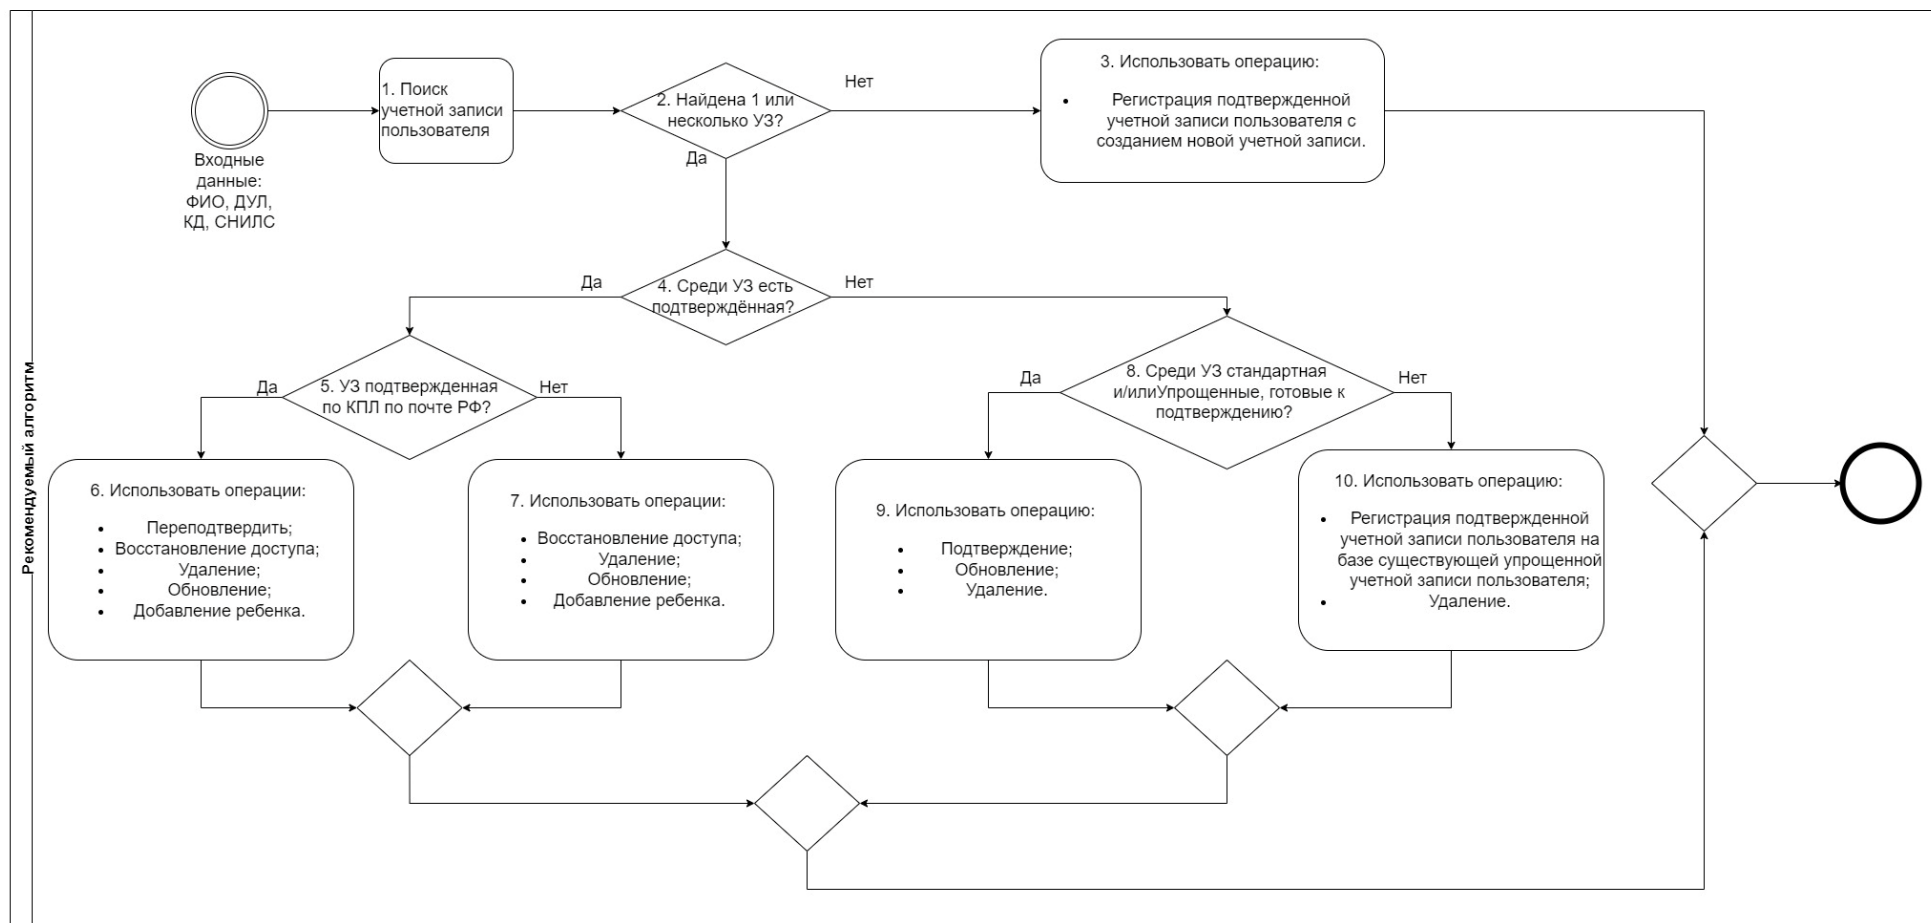 Рекомендуемый алгоритм
Входные
данные:
ФИО, ДУЛ,
КД, СНИЛС
1. Поиск
учетной записи
пользователя
2. Найдена 1 или
несколько УЗ?
Нет
Да
3. Использовать операцию:
• Регистрация подтвержденной
учетной записи пользователя с
созданием новой учетной записи.
4. Среди УЗ есть
подтверждённая?
Да
Нет
5. УЗ подтвержденная
по КПЛ по почте РФ?
Да
Нет
8. Среди УЗ стандартная
и/илиУпрощенные, готовые к
подтверждению?
Да
Нет
6. Использовать операции:
• Переподтвердить;
• Восстановление доступа;
• Удаление;
• Обновление;
• Добавление ребенка.
7. Использовать операции:
• Восстановление доступа;
• Удаление;
• Обновление;
• Добавление ребенка.
9. Использовать операцию:
• Подтверждение;
• Обновление;
• Удаление.
10. Использовать операцию:
• Регистрация подтвержденной
учетной записи пользователя на
базе существующей упрощенной
учетной записи пользователя;
• Удаление.